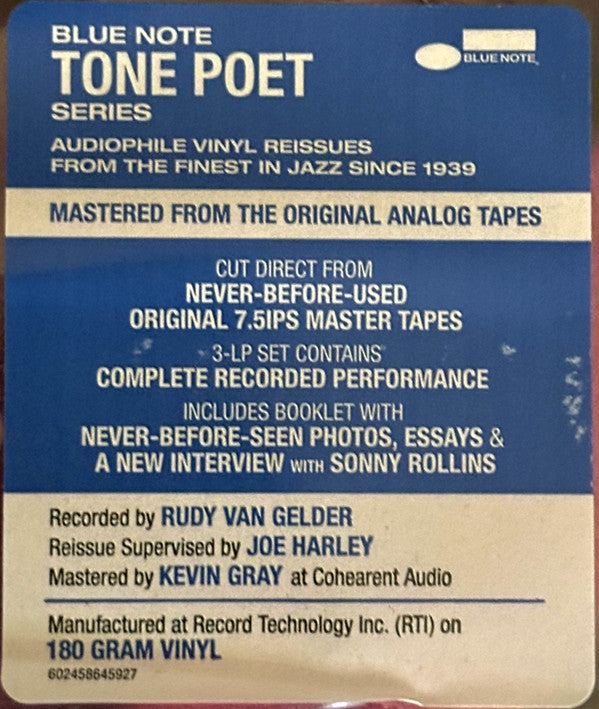 BLUE NOTE
TONE POET
SERIES
BLUE NOTE
AUDIOPHILE VINYL REISSUES
FROM THE FINEST IN JAZZ SINCE 1939
MASTERED FROM THE ORIGINAL ANALOG TAPES
CUT DIRECT FROM
NEVER-BEFORE-USED
ORIGINAL 7.5IPS MASTER TAPES
3-LP SET CONTAINS
COMPLETE RECORDED PERFORMANCE
INCLUDES BOOKLET WITH
NEVER-BEFORE-SEEN PHOTOS, ESSAYS &
A NEW INTERVIEW WITH SONNY ROLLINS
Recorded by RUDY VAN GELDER
Reissue Supervised by JOE HARLEY
Mastered by KEVIN GRAY at Cohearent Audio
Manufactured at Record Technology Inc. (RTI) on
180 GRAM VINYL
602458645927